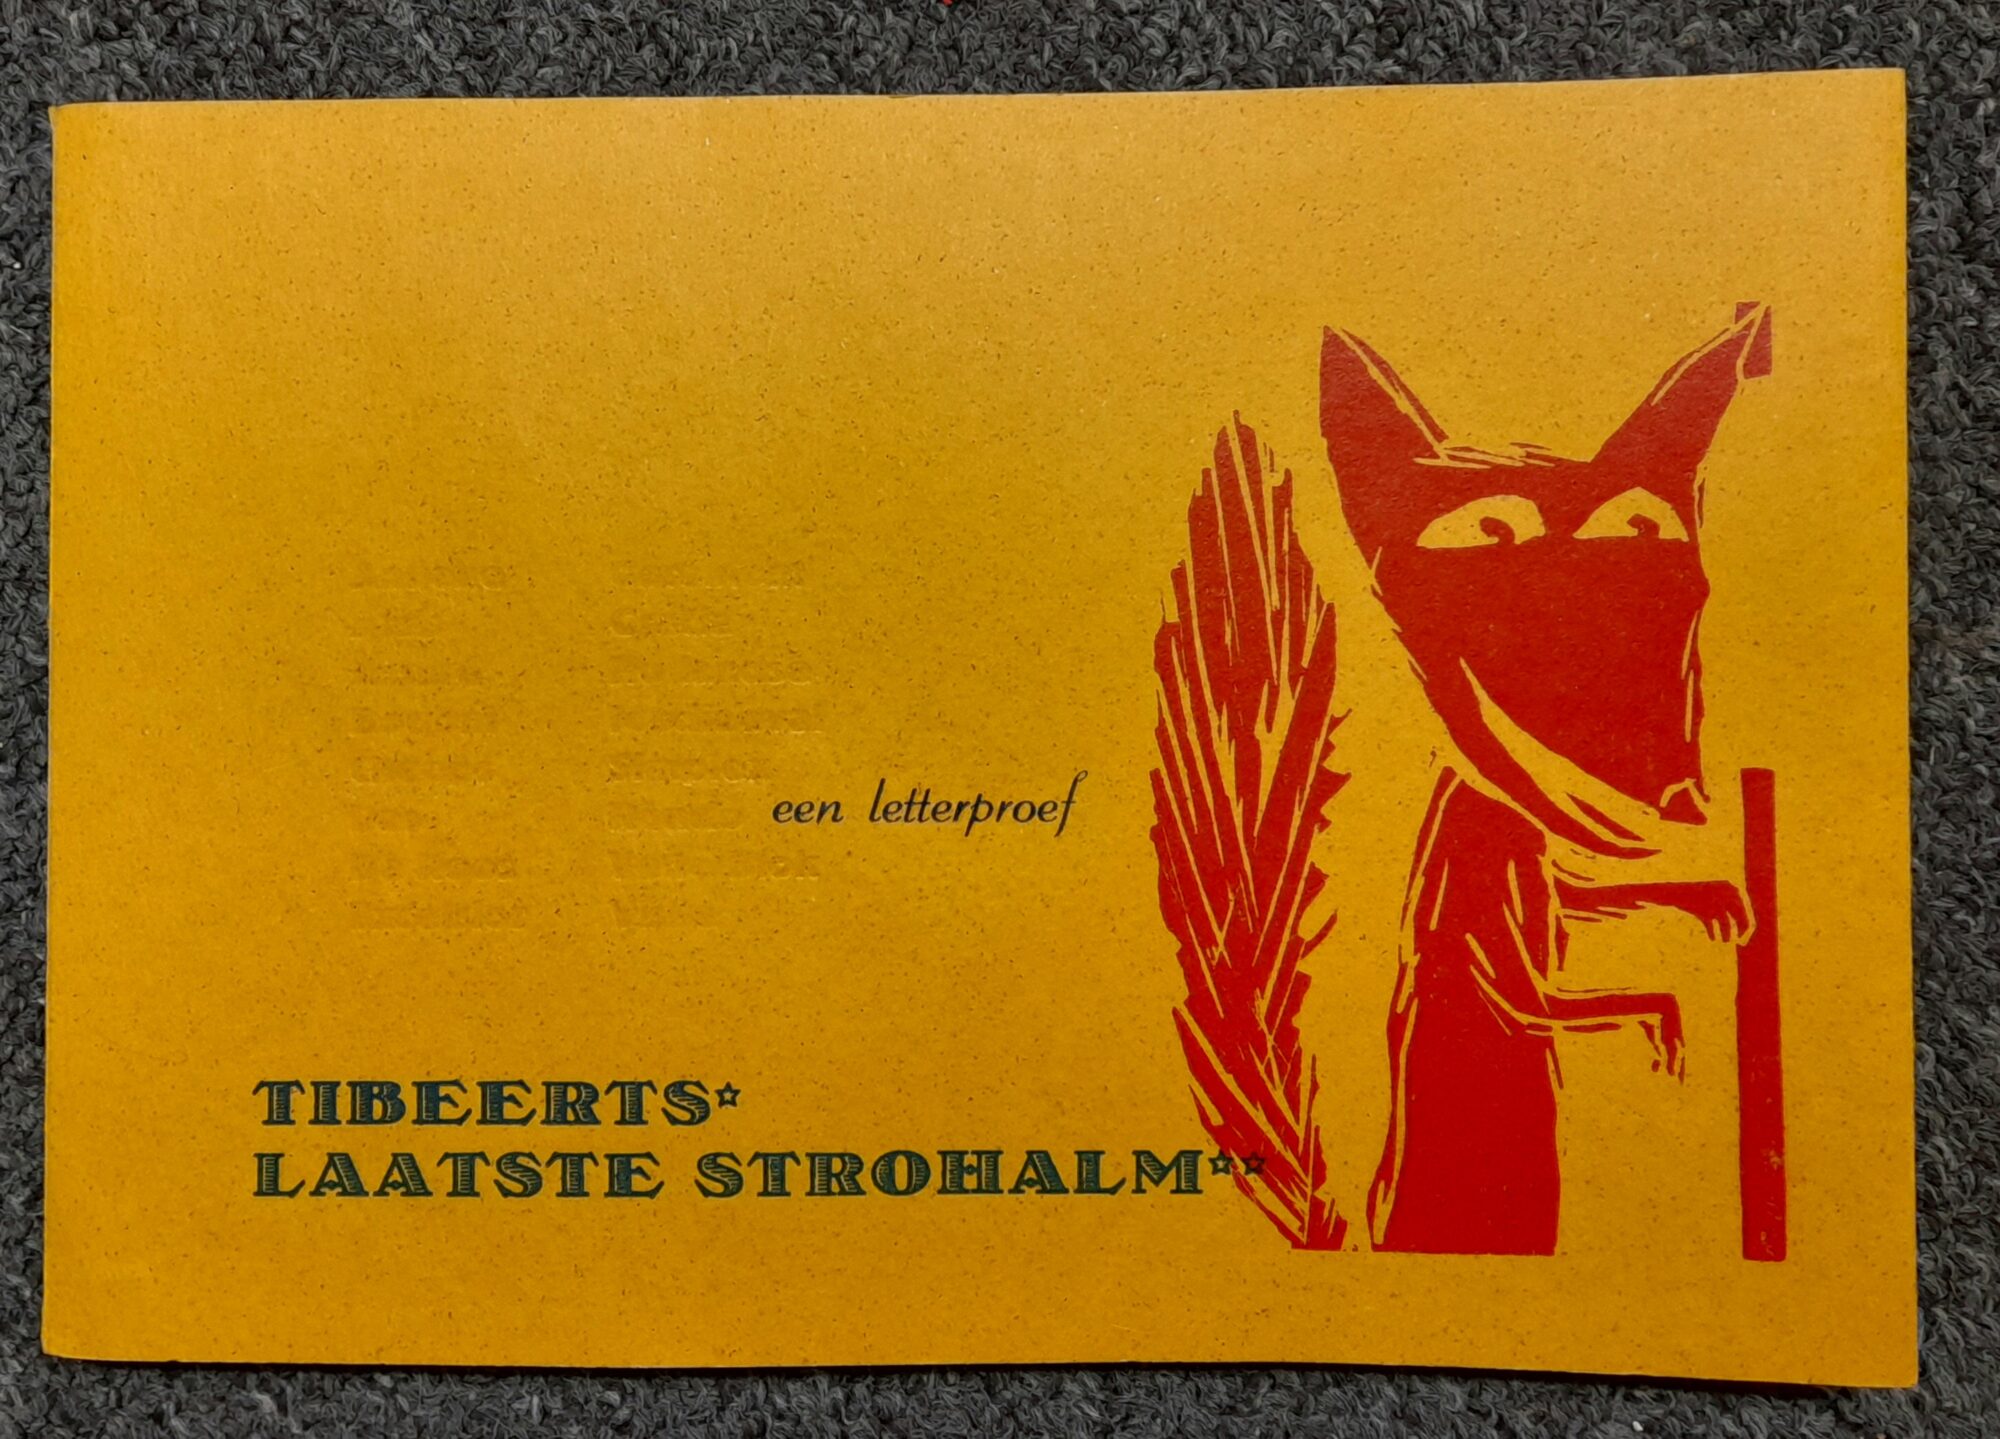 een letterproef
TIBEERTS*
LAATSTE STROHALM**